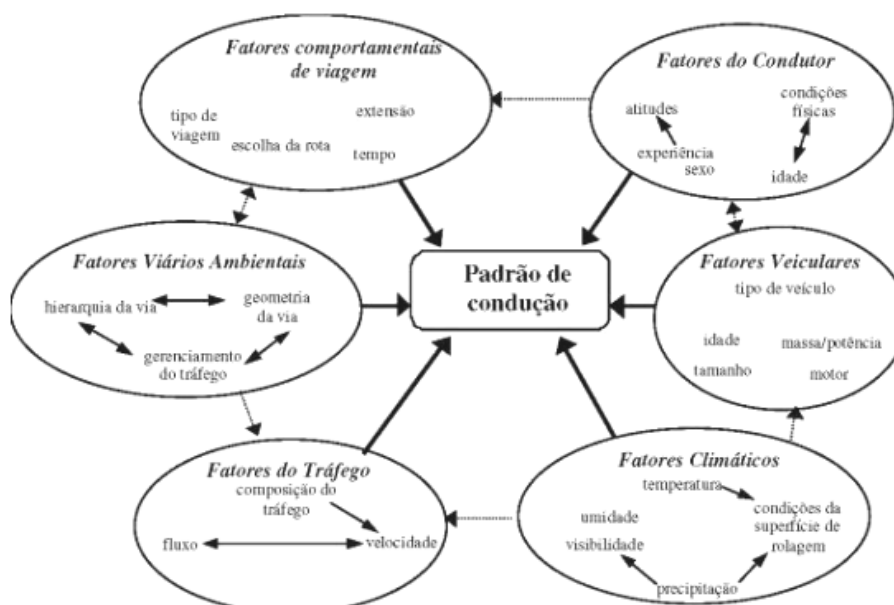 Fatores comportamentais
de viagem
tipo de
viagem
extensão
escolha da rota
tempo
Fatores do Condutor
atitudes
condições
físicas
experiência
sexo
idade
Fatores Viários Ambientais
hierarquia da via
geometria
da via
gerenciamento
do tráfego
Padrão de
condução
Fatores Veiculares
tipo de veículo
idade
massa/potência
tamanho
motor
Fatores do Tráfego
composição do
tráfego
fluxo
velocidade
Fatores Climáticos
temperatura
umidade
condições da
superfície de
rolagem
visibilidade
precipitação